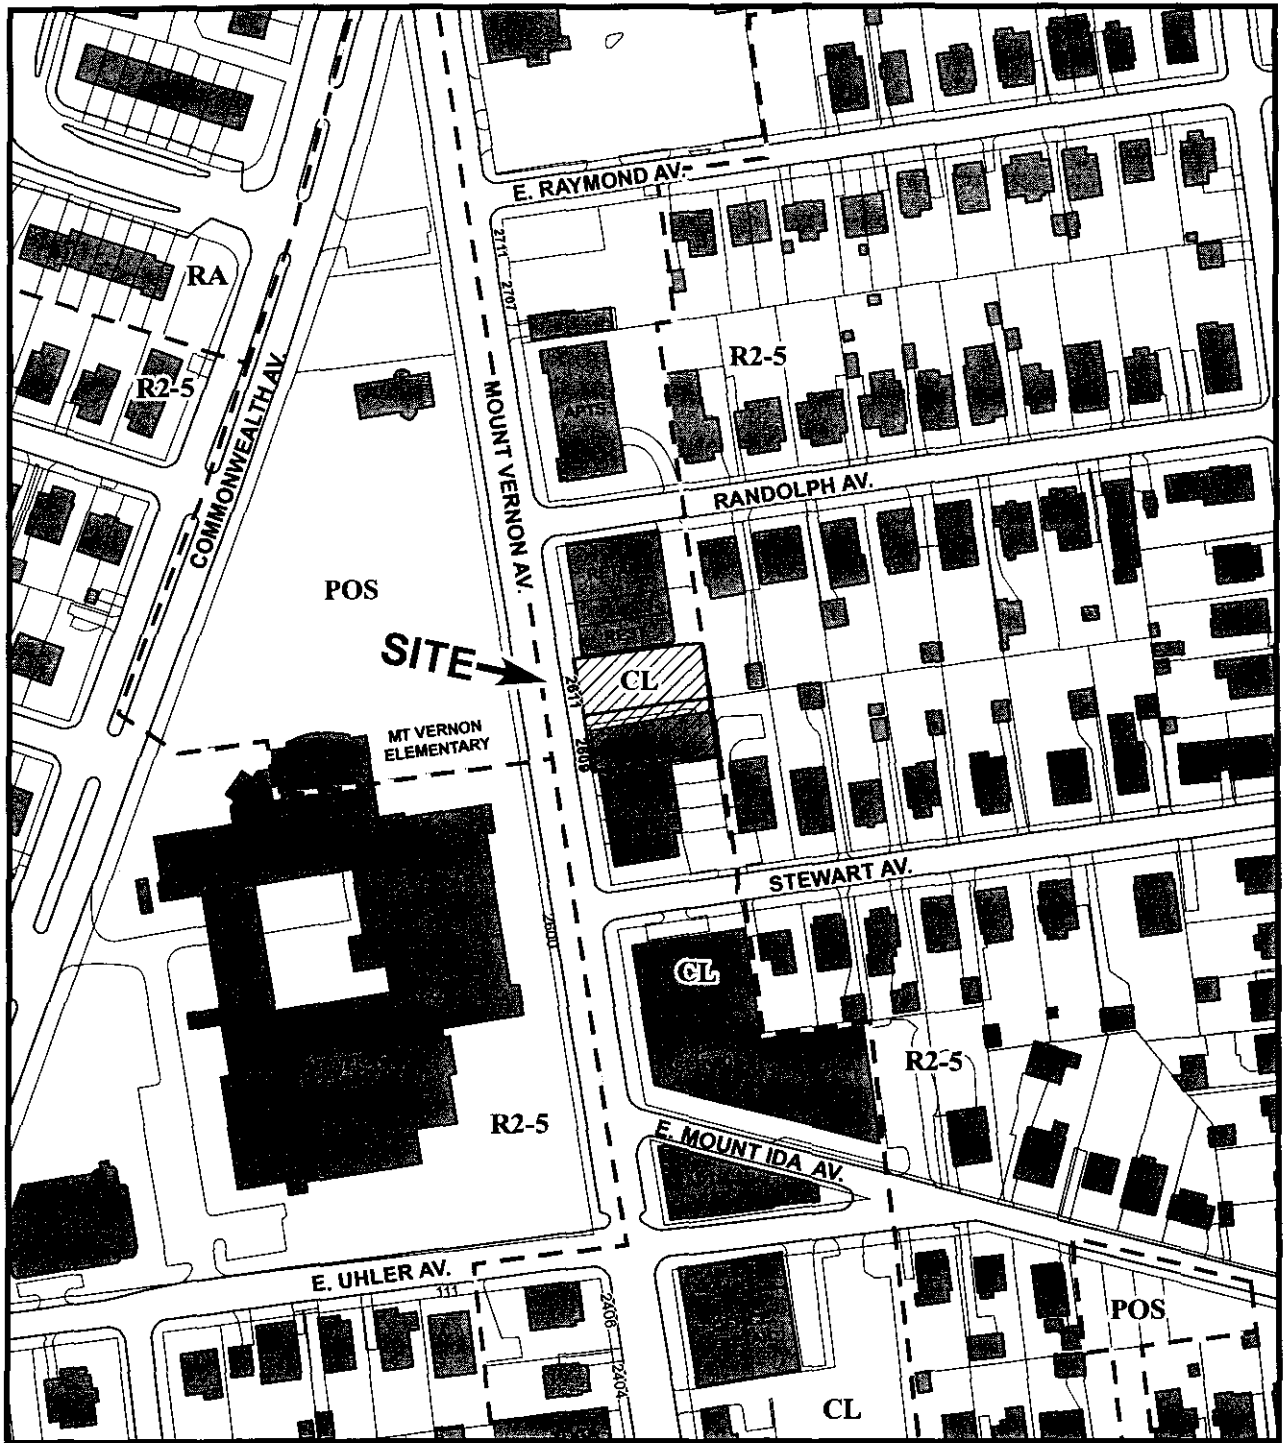 E. RAYMOND AV.
2711
2707
RA
R2-5
R2-5
COMMONWEALTH AV.
MOUNT VERNON AV.
APTS
RANDOLPH AV.
POS
SITE
CL
2611
2609
MT VERNON
ELEMENTARY
STEWART AV.
2600
CL
R2-5
R2-5
E. MOUNT IDA AV.
E. UHLER AV.
111
2406
2404
POS
CL